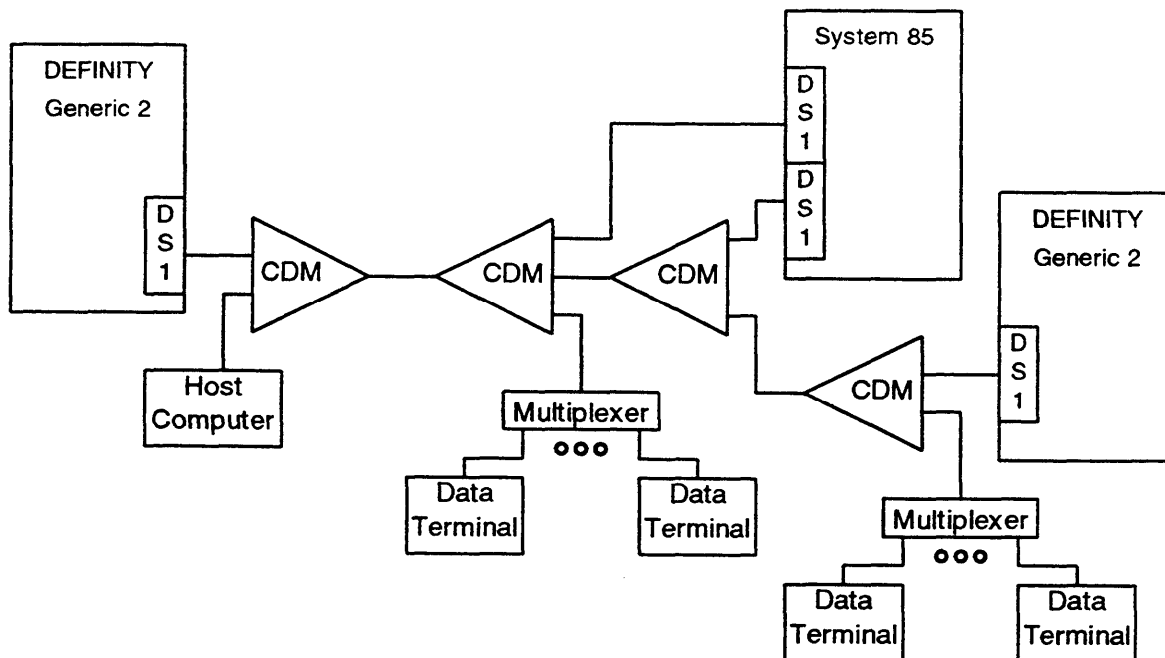 DEFINITY
Generic 2
D
S
1
System 85
D
S
1
D
S
1
DEFINITY
Generic 2
D
S
1
CDM
CDM
CDM
CDM
Host
Computer
Multiplexer
Data
Terminal
Data
Terminal
Multiplexer
Data
Terminal
Data
Terminal